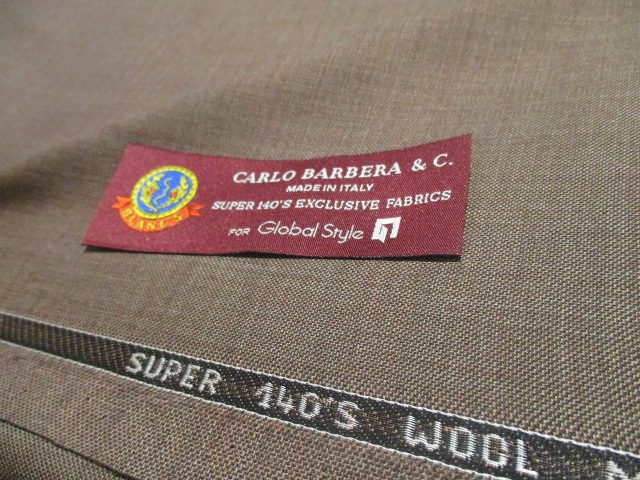 CARLO BARBERA & C.
MADE IN ITALY
SUPER 140'S EXCLUSIVE FABRICS
FOR Global Style
SUPER 140'S WOOL